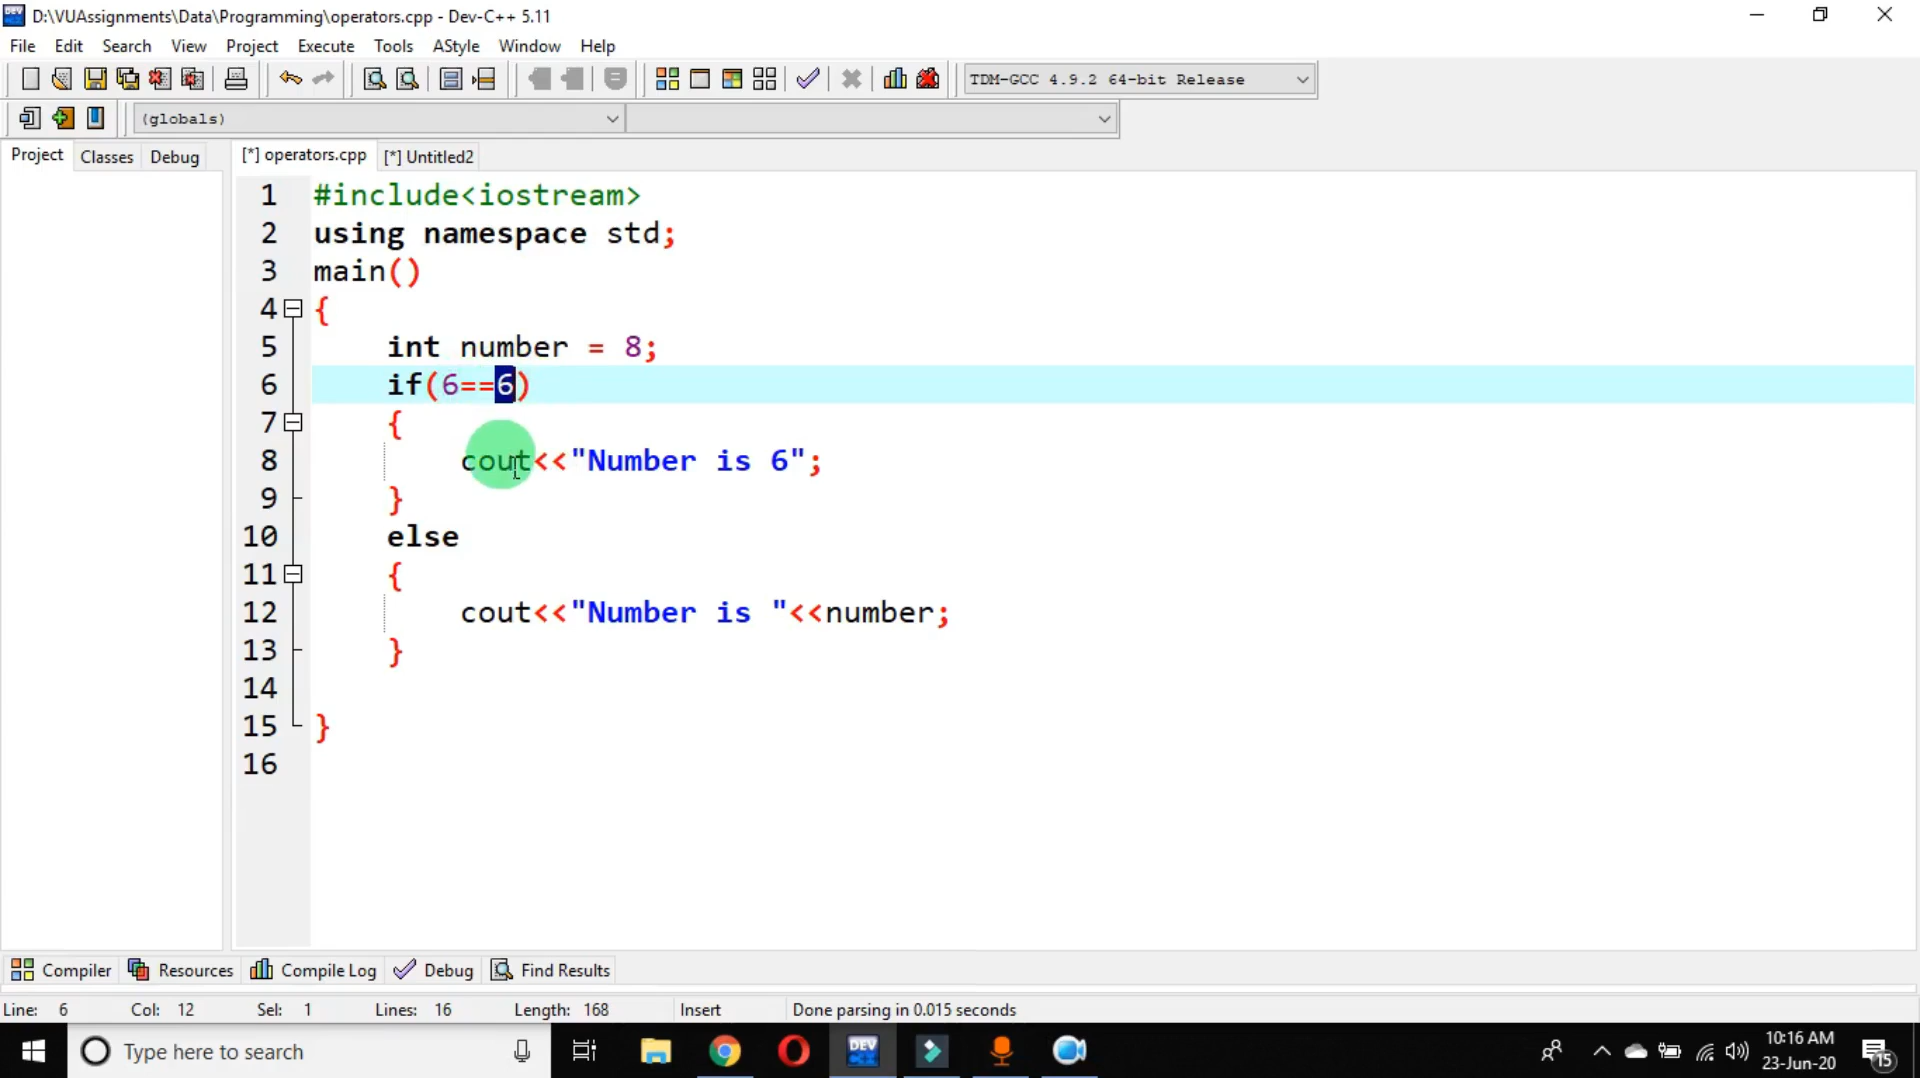 D:\VUAssignments\Data\Programming\operators.cpp - Dev-C++ 5.11
File Edit Search View Project Execute Tools AStyle Window Help
TDM-GCC 4.9.2 64-bit Release
(globals)
Project Classes Debug [*] operators.cpp [*] Untitled2
1 #include<iostream>
2 using namespace std;
3 main()
4 {
5 int number = 8;
6 if(6==6)
7 {
8 cout<<"Number is 6";
9 }
10 else
11 {
12 cout<<"Number is "<<number;
13 }
14
15 }
16
Compiler Resources Compile Log Debug Find Results
Line: 6 Col: 12 Sel: 1 Lines: 16 Length: 168 Insert Done parsing in 0.015 seconds
Type here to search
DEV
10:16 AM
23-Jun-20
15